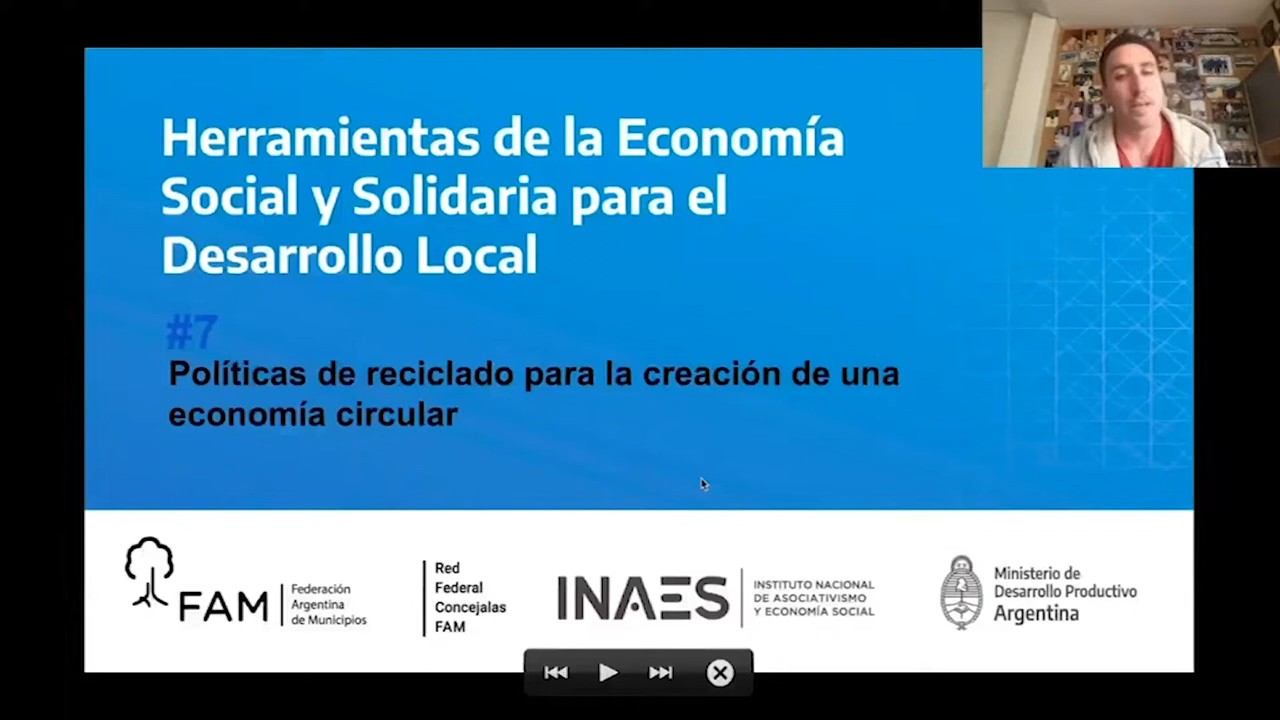 Herramientas de la Economía
Social y Solidaria para el
Desarrollo Local
#7
Políticas de reciclado para la creación de una
economía circular
FAM
Federación
Argentina
de Municipios
Red
Federal
Concejalas
FAM
INAES
INSTITUTO NACIONAL
DE ASOCIATIVISMO
Y ECONOMÍA SOCIAL
Ministerio de
Desarrollo Productivo
Argentina